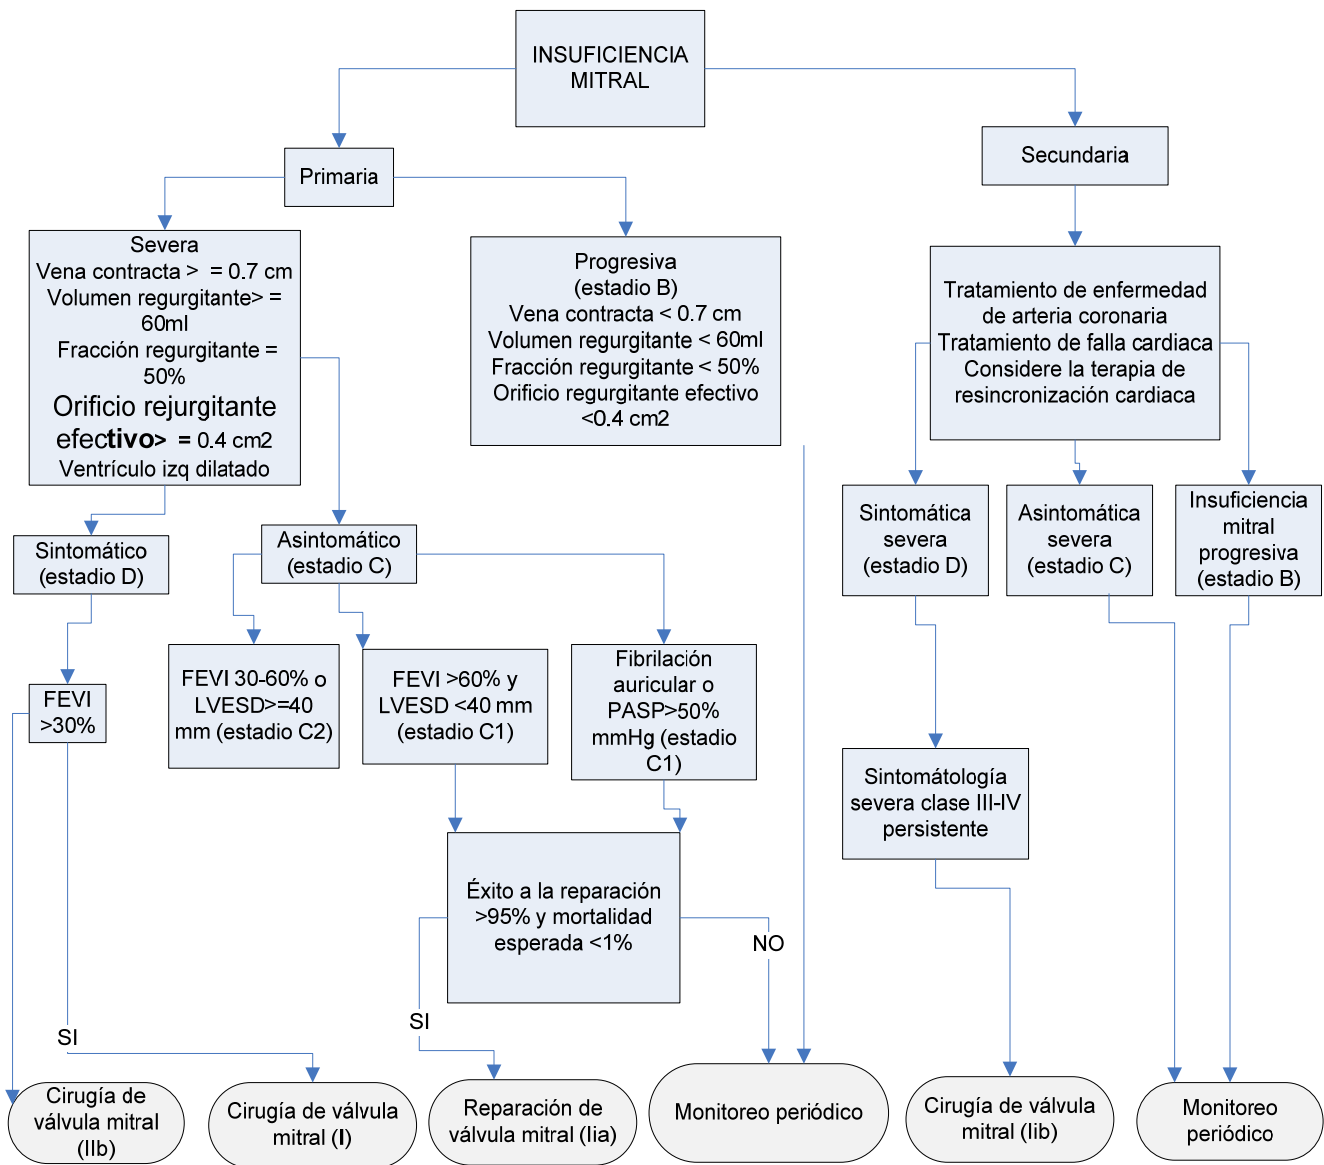 INSUFICIENCIA
MITRAL
Primaria
Secundaria
Severa
Vena contracta > = 0.7 cm
Volumen regurgitante> =
60ml
Fracción regurgitante =
50%
Orificio rejurgitante
efectivo> = 0.4 cm2
Ventrículo izq dilatado
Progresiva
(estadio B)
Vena contracta < 0.7 cm
Volumen regurgitante < 60ml
Fracción regurgitante < 50%
Orificio regurgitante efectivo
<0.4 cm2
Tratamiento de enfermedad
de arteria coronaria
Tratamiento de falla cardiaca
Considere la terapia de
resincronización cardiaca
Sintomático
(estadio D)
Asintomático
(estadio C)
Sintomática
severa
(estadio D)
Asintomática
severa
(estadio C)
Insuficiencia
mitral
progresiva
(estadio B)
FEVI
>30%
FEVI 30-60% o
LVESD>=40
mm (estadio C2)
FEVI >60% y
LVESD <40 mm
(estadio C1)
Fibrilación
auricular o
PASP>50%
mmHg (estadio
C1)
Sintomátología
severa clase III-IV
persistente
Éxito a la reparación
>95% y mortalidad
esperada <1%
NO
SI
SI
Cirugía de
válvula mitral
(IIb)
Cirugía de válvula
mitral (I)
Reparación de
válvula mitral (Iia)
Monitoreo periódico
Cirugía de válvula
mitral (Iib)
Monitoreo
periódico